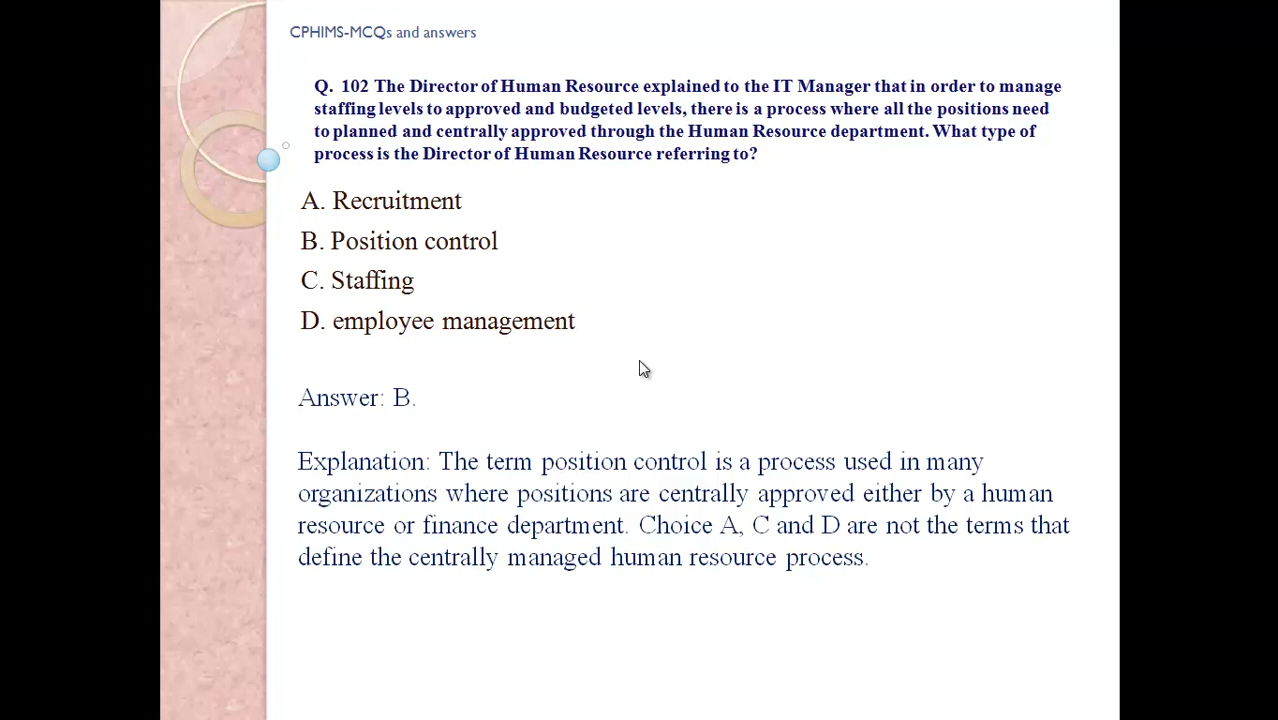 CPHIMS-MCQs and answers
Q. 102 The Director of Human Resource explained to the IT Manager that in order to manage
staffing levels to approved and budgeted levels, there is a process where all the positions need
to planned and centrally approved through the Human Resource department. What type of
process is the Director of Human Resource referring to?
A. Recruitment
B. Position control
C. Staffing
D. employee management
Answer: B.
Explanation: The term position control is a process used in many
organizations where positions are centrally approved either by a human
resource or finance department. Choice A, C and D are not the terms that
define the centrally managed human resource process.